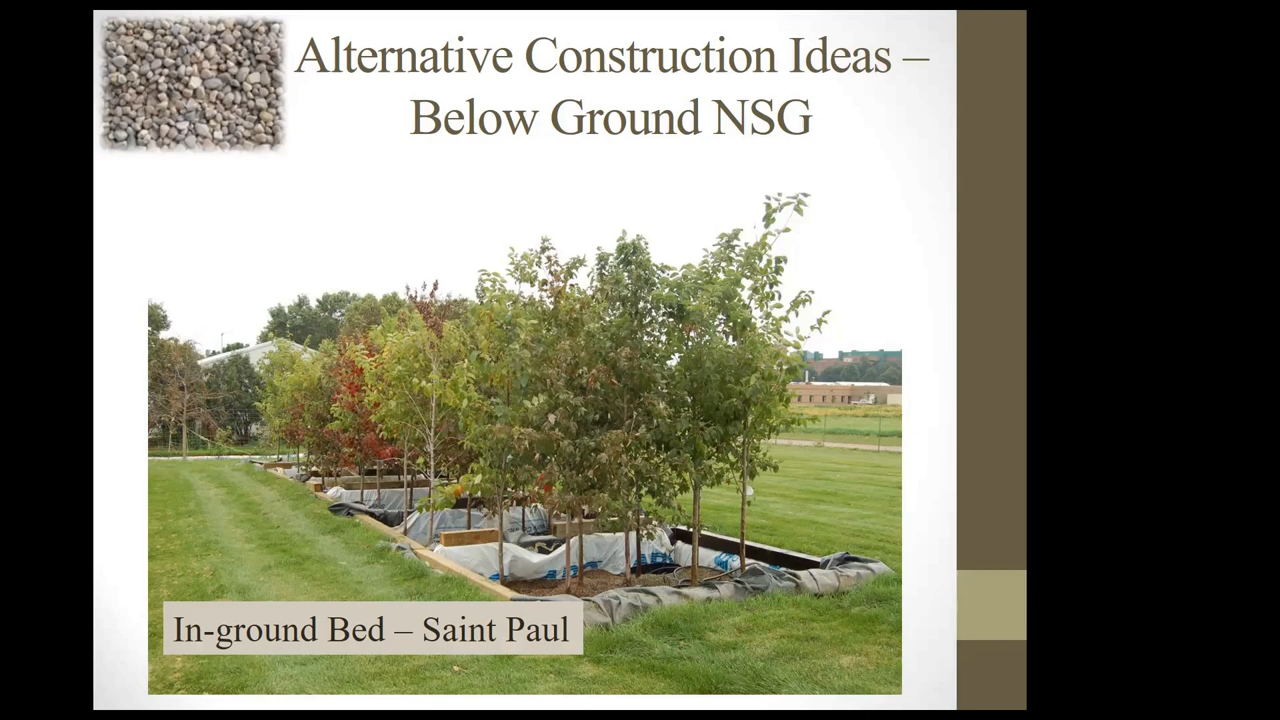 Alternative Construction Ideas –
Below Ground NSG
In-ground Bed – Saint Paul